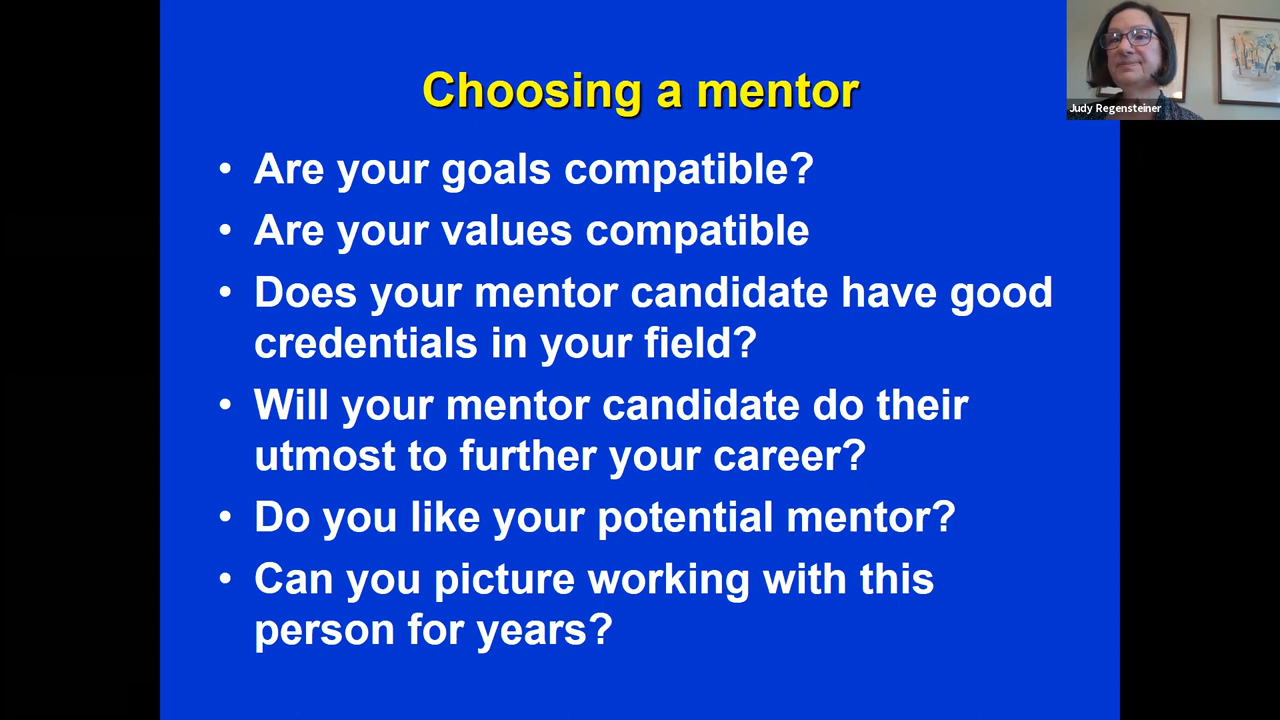 Choosing a mentor
Judy Regensteiner
• Are your goals compatible?
• Are your values compatible
• Does your mentor candidate have good
credentials in your field?
• Will your mentor candidate do their
utmost to further your career?
• Do you like your potential mentor?
• Can you picture working with this
person for years?